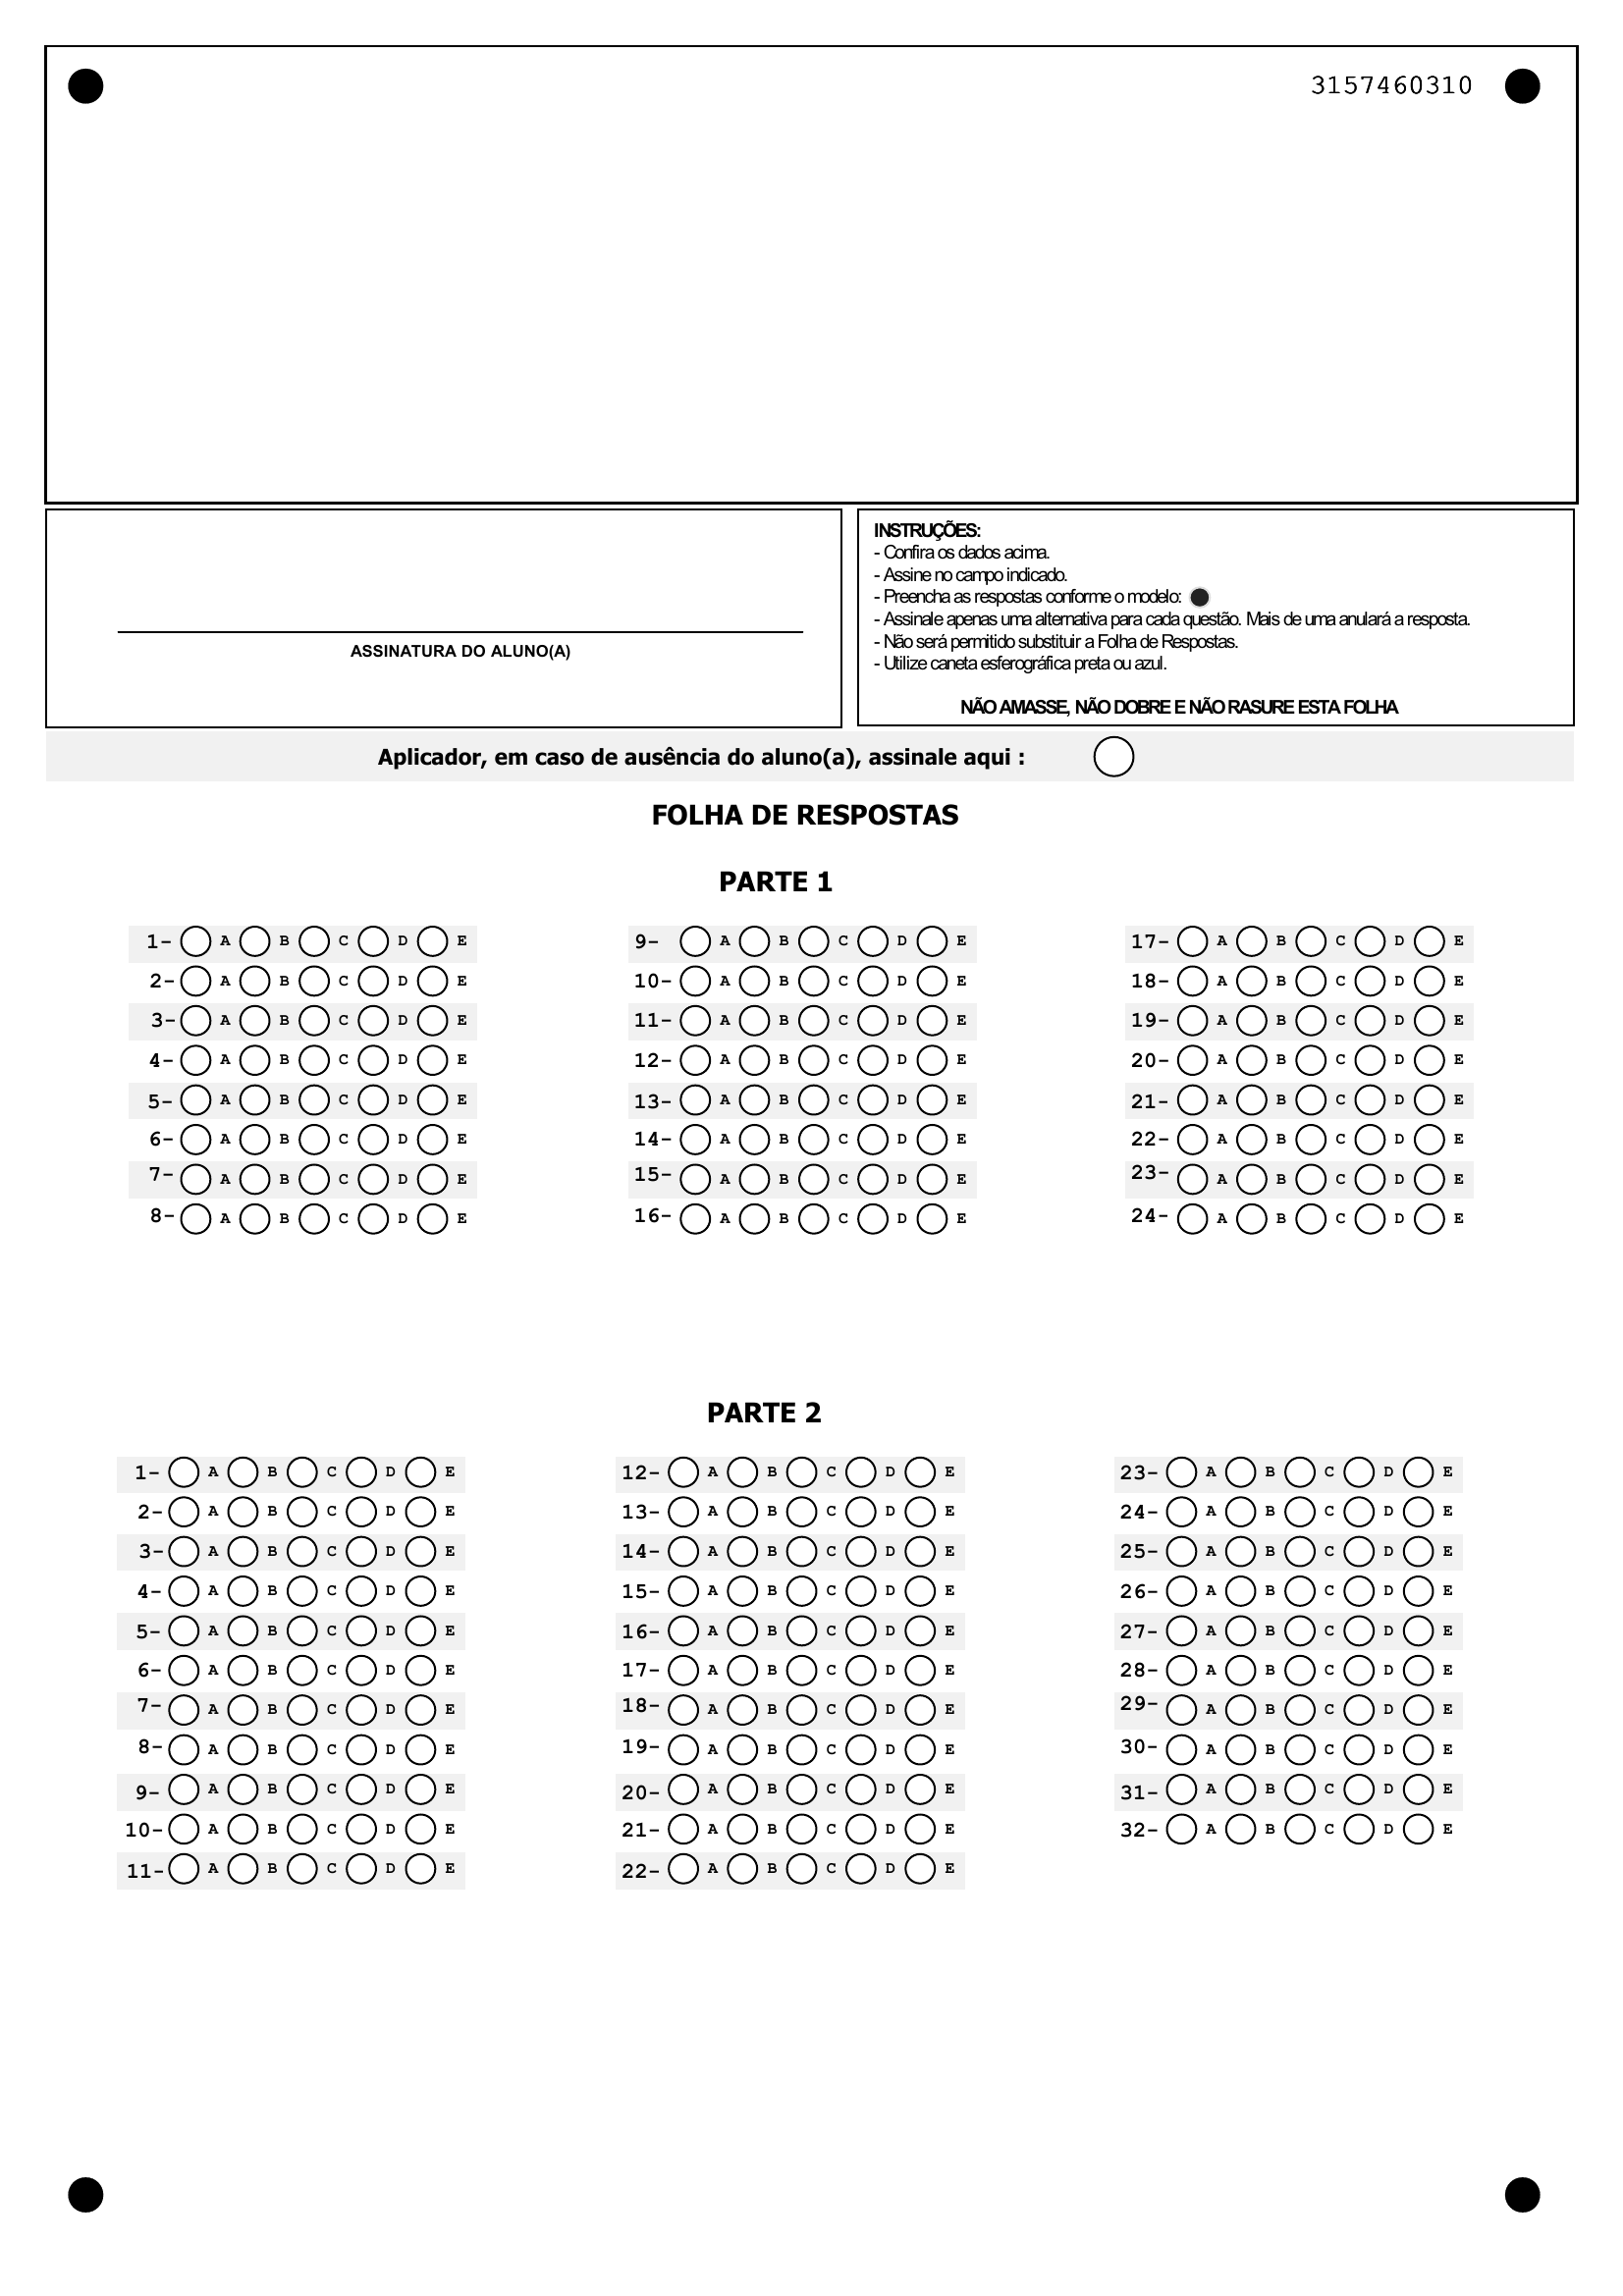 3157460310
INSTRUÇÕES:
- Confira os dados acima.
- Assine no campo indicado.
- Preencha as respostas conforme o modelo:
- Assinale apenas uma alternativa para cada questão. Mais de uma anulará a resposta.
- Não será permitido substituir a Folha de Respostas.
- Utilize caneta esferográfica preta ou azul.
NÃO AMASSE, NÃO DOBRE E NÃO RASURE ESTA FOLHA
ASSINATURA DO ALUNO(A)
Aplicador, em caso de ausência do aluno(a), assinale aqui :
FOLHA DE RESPOSTAS
PARTE 1
1- A B C D E 9- A B C D E 17- A B C D E
2- A B C D E 10- A B C D E 18- A B C D E
3- A B C D E 11- A B C D E 19- A B C D E
4- A B C D E 12- A B C D E 20- A B C D E
5- A B C D E 13- A B C D E 21- A B C D E
6- A B C D E 14- A B C D E 22- A B C D E
7- A B C D E 15- A B C D E 23- A B C D E
8- A B C D E 16- A B C D E 24- A B C D E
PARTE 2
1- A B C D E 12- A B C D E 23- A B C D E
2- A B C D E 13- A B C D E 24- A B C D E
3- A B C D E 14- A B C D E 25- A B C D E
4- A B C D E 15- A B C D E 26- A B C D E
5- A B C D E 16- A B C D E 27- A B C D E
6- A B C D E 17- A B C D E 28- A B C D E
7- A B C D E 18- A B C D E 29- A B C D E
8- A B C D E 19- A B C D E 30- A B C D E
9- A B C D E 20- A B C D E 31- A B C D E
10- A B C D E 21- A B C D E 32- A B C D E
11- A B C D E 22- A B C D E